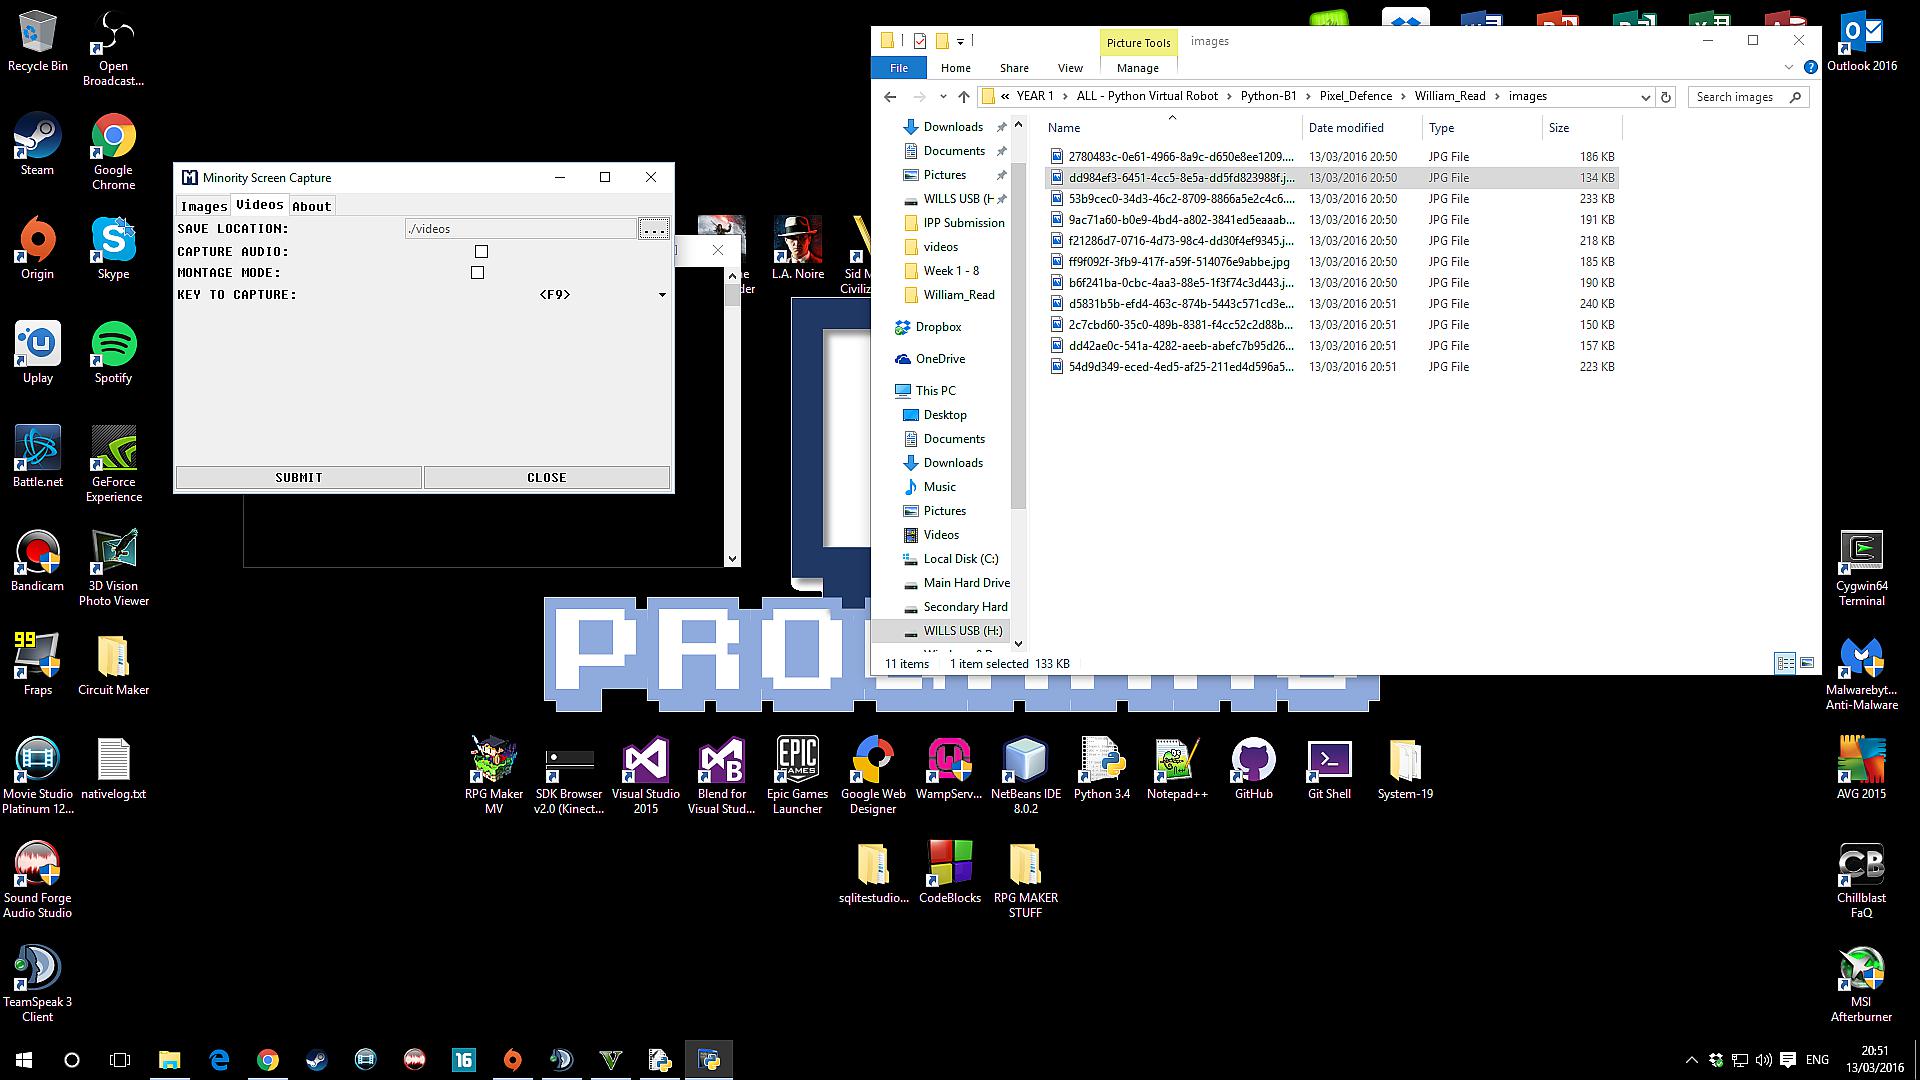 Recycle Bin
Open
Broadcast...
Steam
Google
Chrome
Origin
Skype
Uplay
Spotify
Battle.net
GeForce
Experience
Bandicam
3D Vision
Photo Viewer
99
Fraps
Circuit Maker
Movie Studio
Platinum 12...
nativelog.txt
Sound Forge
Audio Studio
TeamSpeak 3
Client
Minority Screen Capture
Images Videos About
SAVE LOCATION:
./videos
...
CAPTURE AUDIO:
MONTAGE MODE:
KEY TO CAPTURE:
<F9>
SUBMIT
CLOSE
L.A. Noire
Sid M
Civiliz
Picture Tools
images
File
Home
Share
View
Manage
« YEAR 1 > ALL - Python Virtual Robot > Python-B1 > Pixel_Defence > William_Read > images
Search images
Downloads
Documents
Pictures
WILLS USB (H
IPP Submission
videos
Week 1 - 8
William_Read
Dropbox
OneDrive
This PC
Desktop
Documents
Downloads
Music
Pictures
Videos
Local Disk (C:)
Main Hard Drive
Secondary Hard
WILLS USB (H:)
Name Date modified Type Size
2780483c-0e61-4966-8a9c-d650e8ee1209.... 13/03/2016 20:50 JPG File 186 KB
dd984ef3-6451-4cc5-8e5a-dd5fd823988f.j... 13/03/2016 20:50 JPG File 134 KB
53b9cec0-34d3-46c2-8709-8866a5e2c4c6.... 13/03/2016 20:50 JPG File 233 KB
9ac71a60-b0e9-4bd4-a802-3841ed5eaaab... 13/03/2016 20:50 JPG File 191 KB
f21286d7-0716-4d73-98c4-dd30f4ef9345.j... 13/03/2016 20:50 JPG File 218 KB
ff9f092f-3fb9-417f-a59f-514076e9abbe.jpg 13/03/2016 20:50 JPG File 185 KB
b6f241ba-0cbc-4aa3-88e5-1f3f74c3d443.j... 13/03/2016 20:50 JPG File 190 KB
d5831b5b-efd4-463c-874b-5443c571cd3e... 13/03/2016 20:51 JPG File 240 KB
2c7cbd60-35c0-489b-8381-f4cc52c2d88b... 13/03/2016 20:51 JPG File 150 KB
dd42ae0c-541a-4282-aeeb-abefc7b95d26... 13/03/2016 20:51 JPG File 157 KB
54d9d349-eced-4ed5-af25-211ed4d596a5... 13/03/2016 20:51 JPG File 223 KB
11 items 1 item selected 133 KB
Outlook 2016
Cygwin64
Terminal
Malwarebyt...
Anti-Malware
AVG 2015
Chillblast
FaQ
MSI
Afterburner
PRO
RPG Maker
MV
SDK Browser
v2.0 (Kinect...
Visual Studio
2015
Blend for
Visual Stud...
EPIC
GAMES
Epic Games
Launcher
Google Web
Designer
WampServ...
NetBeans IDE
8.0.2
Python 3.4
Notepad++
GitHub
Git Shell
System-19
sqlitestudio...
CodeBlocks
RPG MAKER
STUFF
16
ENG
20:51
13/03/2016